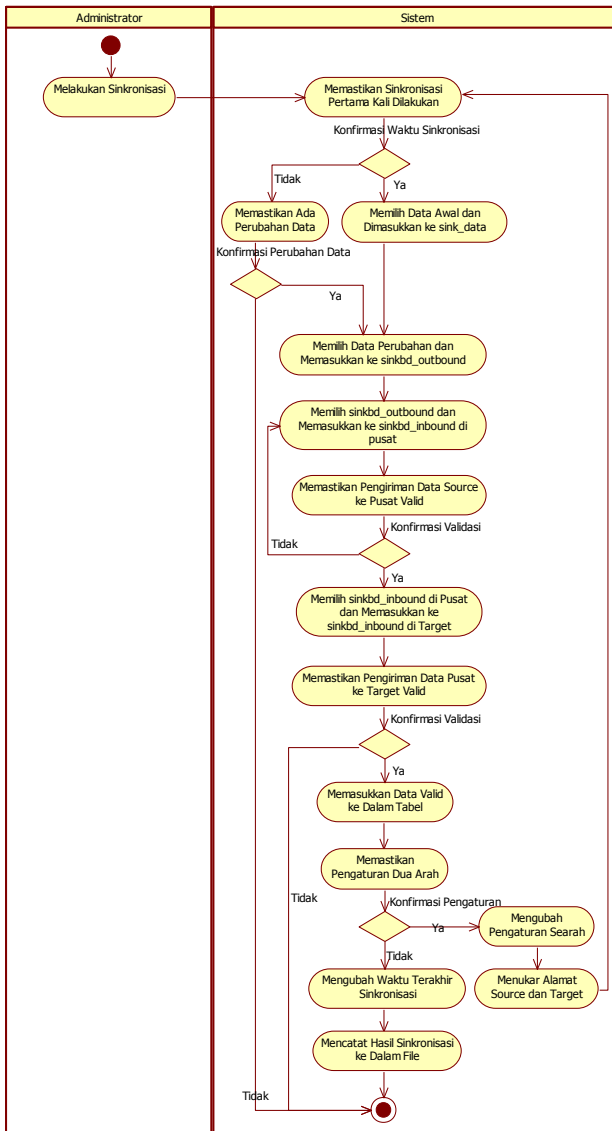 Administrator
Sistem
Melakukan Sinkronisasi
Memastikan Sinkronisasi
Pertama Kali Dilakukan
Konfirmasi Waktu Sinkronisasi
Tidak
Ya
Memastikan Ada
Perubahan Data
Memilih Data Awal dan
Dimasukkan ke sink_data
Konfirmasi Perubahan Data
Ya
Memilih Data Perubahan dan
Memasukkan ke sinkbd_outbound
Memilih sinkbd_outbound dan
Memasukkan ke sinkbd_inbound di
pusat
Memastikan Pengiriman Data Source
ke Pusat Valid
Konfirmasi Validasi
Tidak
Ya
Memilih sinkbd_inbound di Pusat
dan Memasukkan ke
sinkbd_inbound di Target
Memastikan Pengiriman Data Pusat
ke Target Valid
Konfirmasi Validasi
Ya
Memasukkan Data Valid
ke Dalam Tabel
Memastikan
Pengaturan Dua Arah
Tidak
Konfirmasi Pengaturan
Ya
Mengubah
Pengaturan Searah
Tidak
Mengubah Waktu Terakhir
Sinkronisasi
Menukar Alamat
Source dan Target
Mencatat Hasil Sinkronisasi
ke Dalam File
Tidak